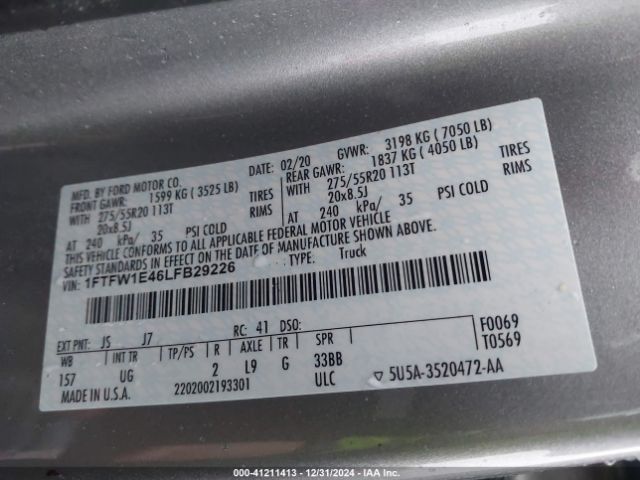 MFD. BY FORD MOTOR CO.
DATE: 02/20 GVWR: 3198 KG ( 7050 LB)
FRONT GAWR: 1599 KG ( 3525 LB)
REAR GAWR: 1837 KG ( 4050 LB)
WITH 275/55R20 113T TIRES
WITH 275/55R20 113T TIRES
20x8.5J RIMS
20x8.5J RIMS
AT 240 kPa/ 35 PSI COLD
AT 240 kPa/ 35 PSI COLD
THIS VEHICLE CONFORMS TO ALL APPLICABLE FEDERAL MOTOR VEHICLE
SAFETY STANDARDS IN EFFECT ON THE DATE OF MANUFACTURE SHOWN ABOVE.
VIN: 1FTFW1E46LFB29226
TYPE: Truck
EXT PNT: JS J7 RC: 41 DSO:
WB INT TR TP/PS R AXLE TR SPR
157 UG 2 L9 G 33BB
F0069
T0569
MADE IN U.S.A. 2202002193301 ULC
▽ 5U5A-3520472-AA
000-41211413 - 12/31/2024 - IAA Inc.